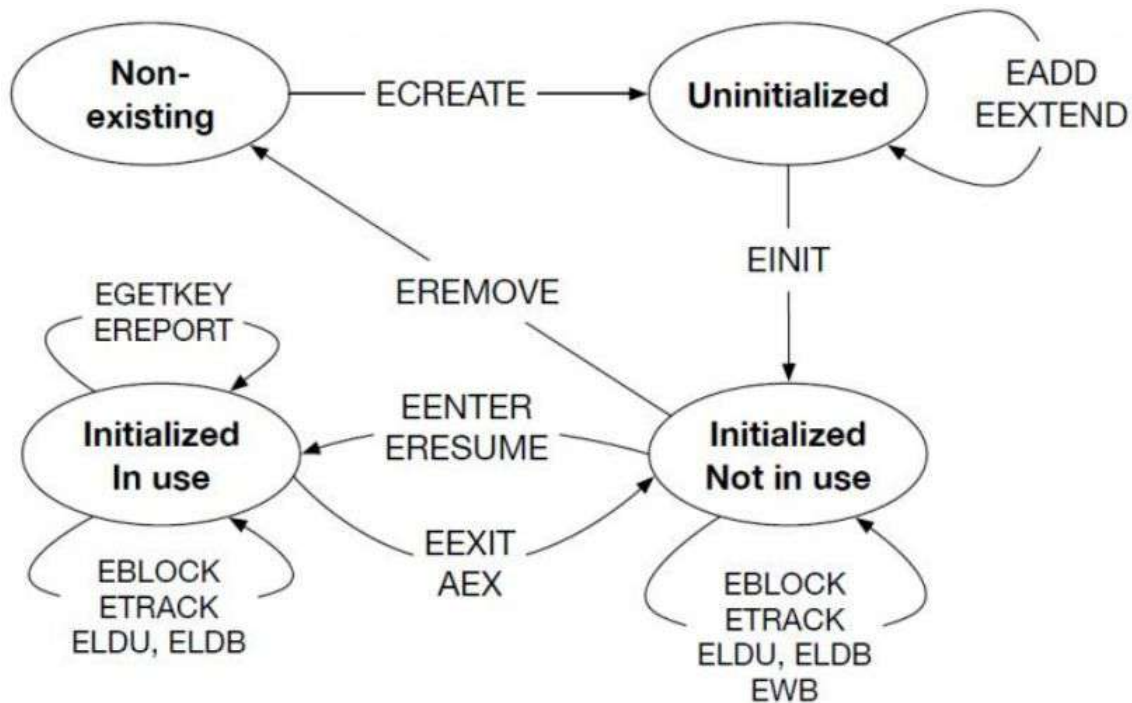 Non-
existing
ECREATE
Uninitialized
EADD
EEXTEND
EINIT
EREMOVE
EGETKEY
EREPORT
Initialized
In use
EENTER
ERESUME
Initialized
Not in use
EEXIT
AEX
EBLOCK
ETRACK
ELDU, ELDB
EBLOCK
ETRACK
ELDU, ELDB
EWB